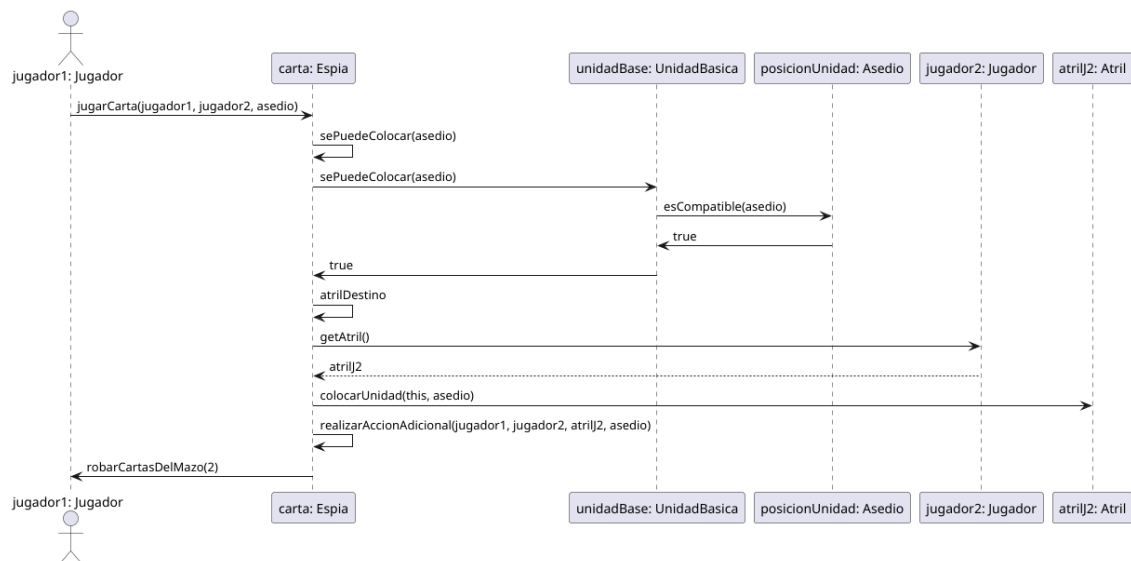 jugador1: Jugador
carta: Espia
unidadBase: UnidadBasica
posicionUnidad: Asedio
jugador2: Jugador
atrilJ2: Atril
jugarCarta(jugador1, jugador2, asedio)
sePuedeColocar(asedio)
sePuedeColocar(asedio)
esCompatible(asedio)
true
true
atrilDestino
getAtril()
atrilJ2
colocarUnidad(this, asedio)
realizarAccionAdicional(jugador1, jugador2, atrilJ2, asedio)
robarCartasDelMazo(2)
jugador1: Jugador
carta: Espia
unidadBase: UnidadBasica
posicionUnidad: Asedio
jugador2: Jugador
atrilJ2: Atril